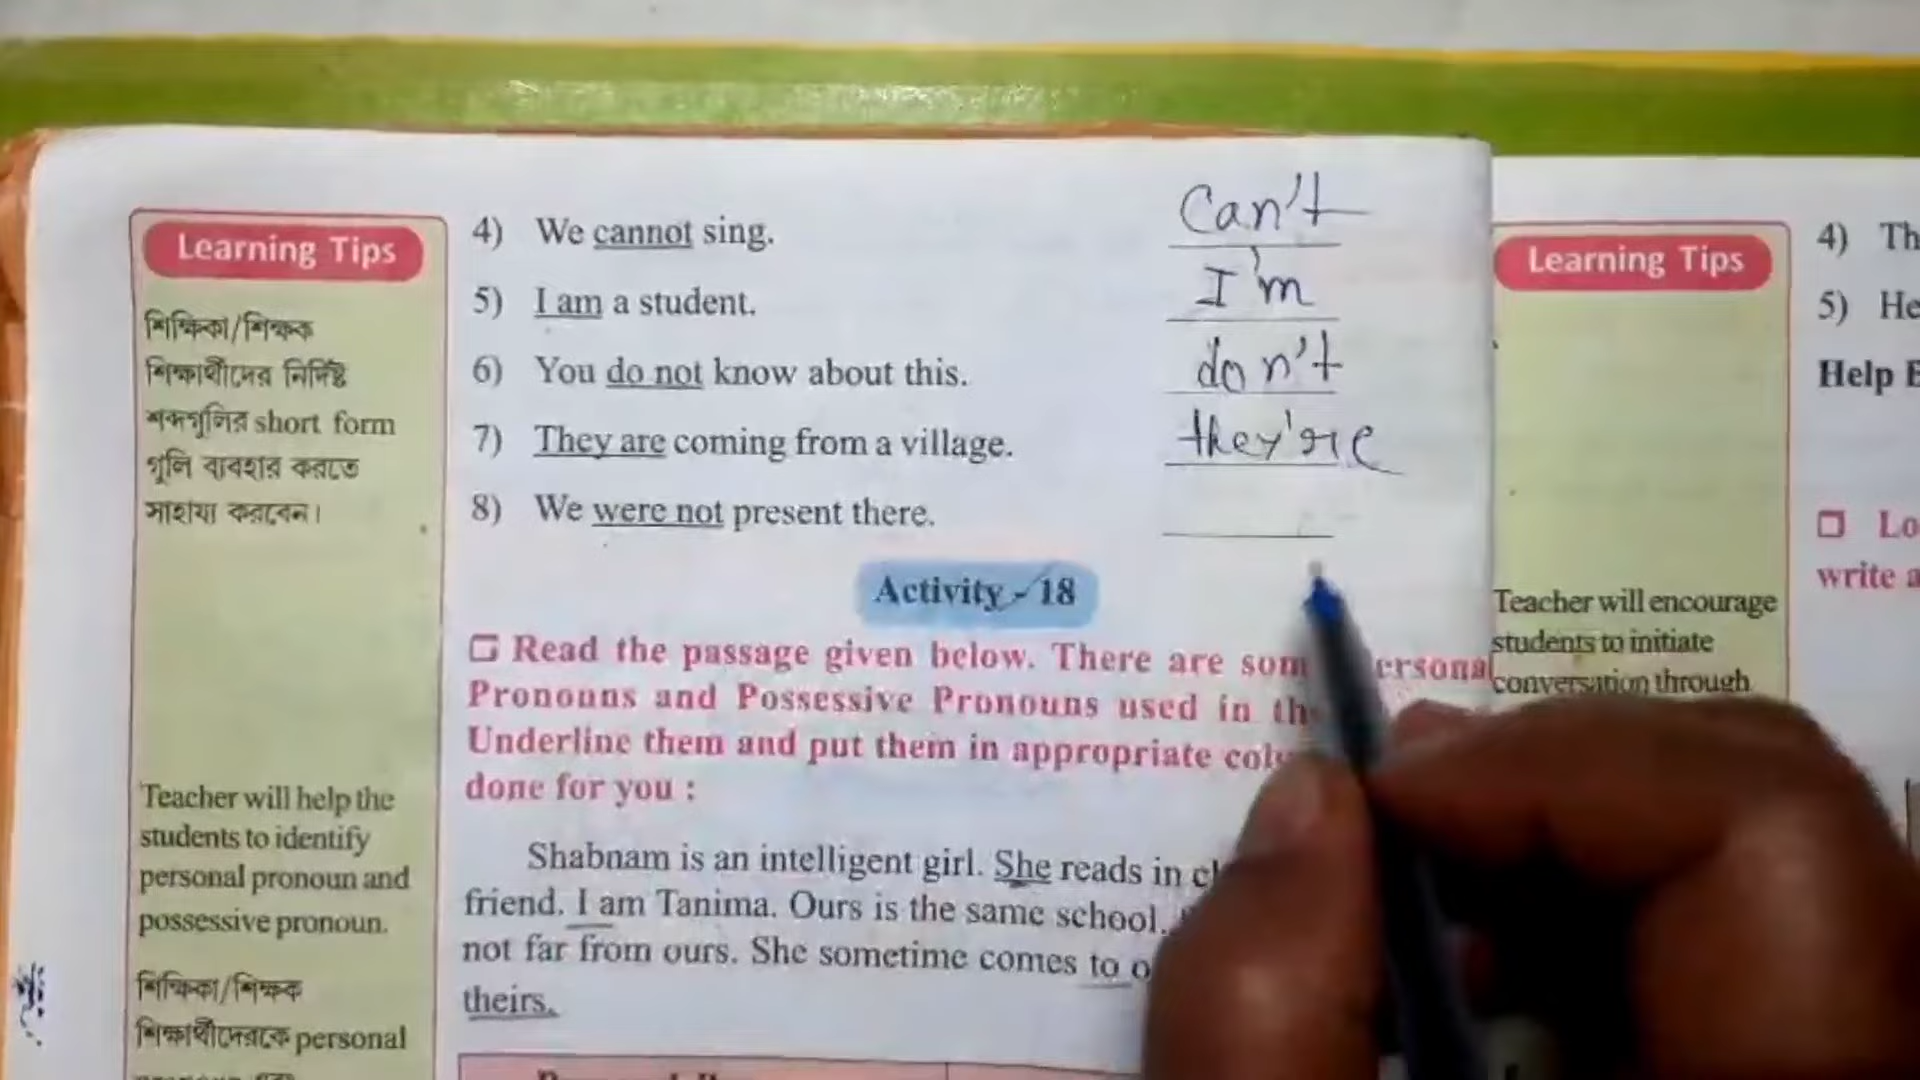 Learning Tips
শিক্ষিকা/শিক্ষক
শিক্ষার্থীদের নির্দিষ্ট
শব্দগুলির short form
গুলি ব্যবহার করতে
সাহায্য করবেন।
Teacher will help the
students to identify
personal pronoun and
possessive pronoun.
শিক্ষিকা/শিক্ষক
শিক্ষার্থীদেরকে personal
4) We cannot sing. Can't
5) I am a student. I'm
6) You do not know about this. don't
7) They are coming from a village. they're
8) We were not present there.
Activity - 18
Read the passage given below. There are som ersona
Pronouns and Possessive Pronouns used in th
Underline them and put them in appropriate colu
done for you :
Shabnam is an intelligent girl. She reads in cl
friend. I am Tanima. Ours is the same school.
not far from ours. She sometime comes to o
theirs.
Learning Tips
Teacher will encourage
students to initiate
conversation through
4) Th
5) He
Help E
Lo
write a